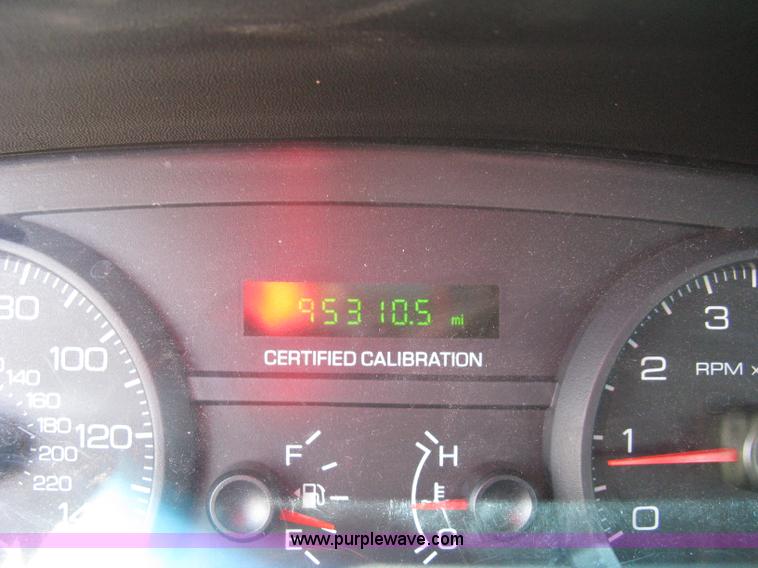 95310.5 mi
CERTIFIED CALIBRATION
80
100
120
140
160
180
200
220
3
2
1
0
RPM x
F
E
H
C
www.purplewave.com